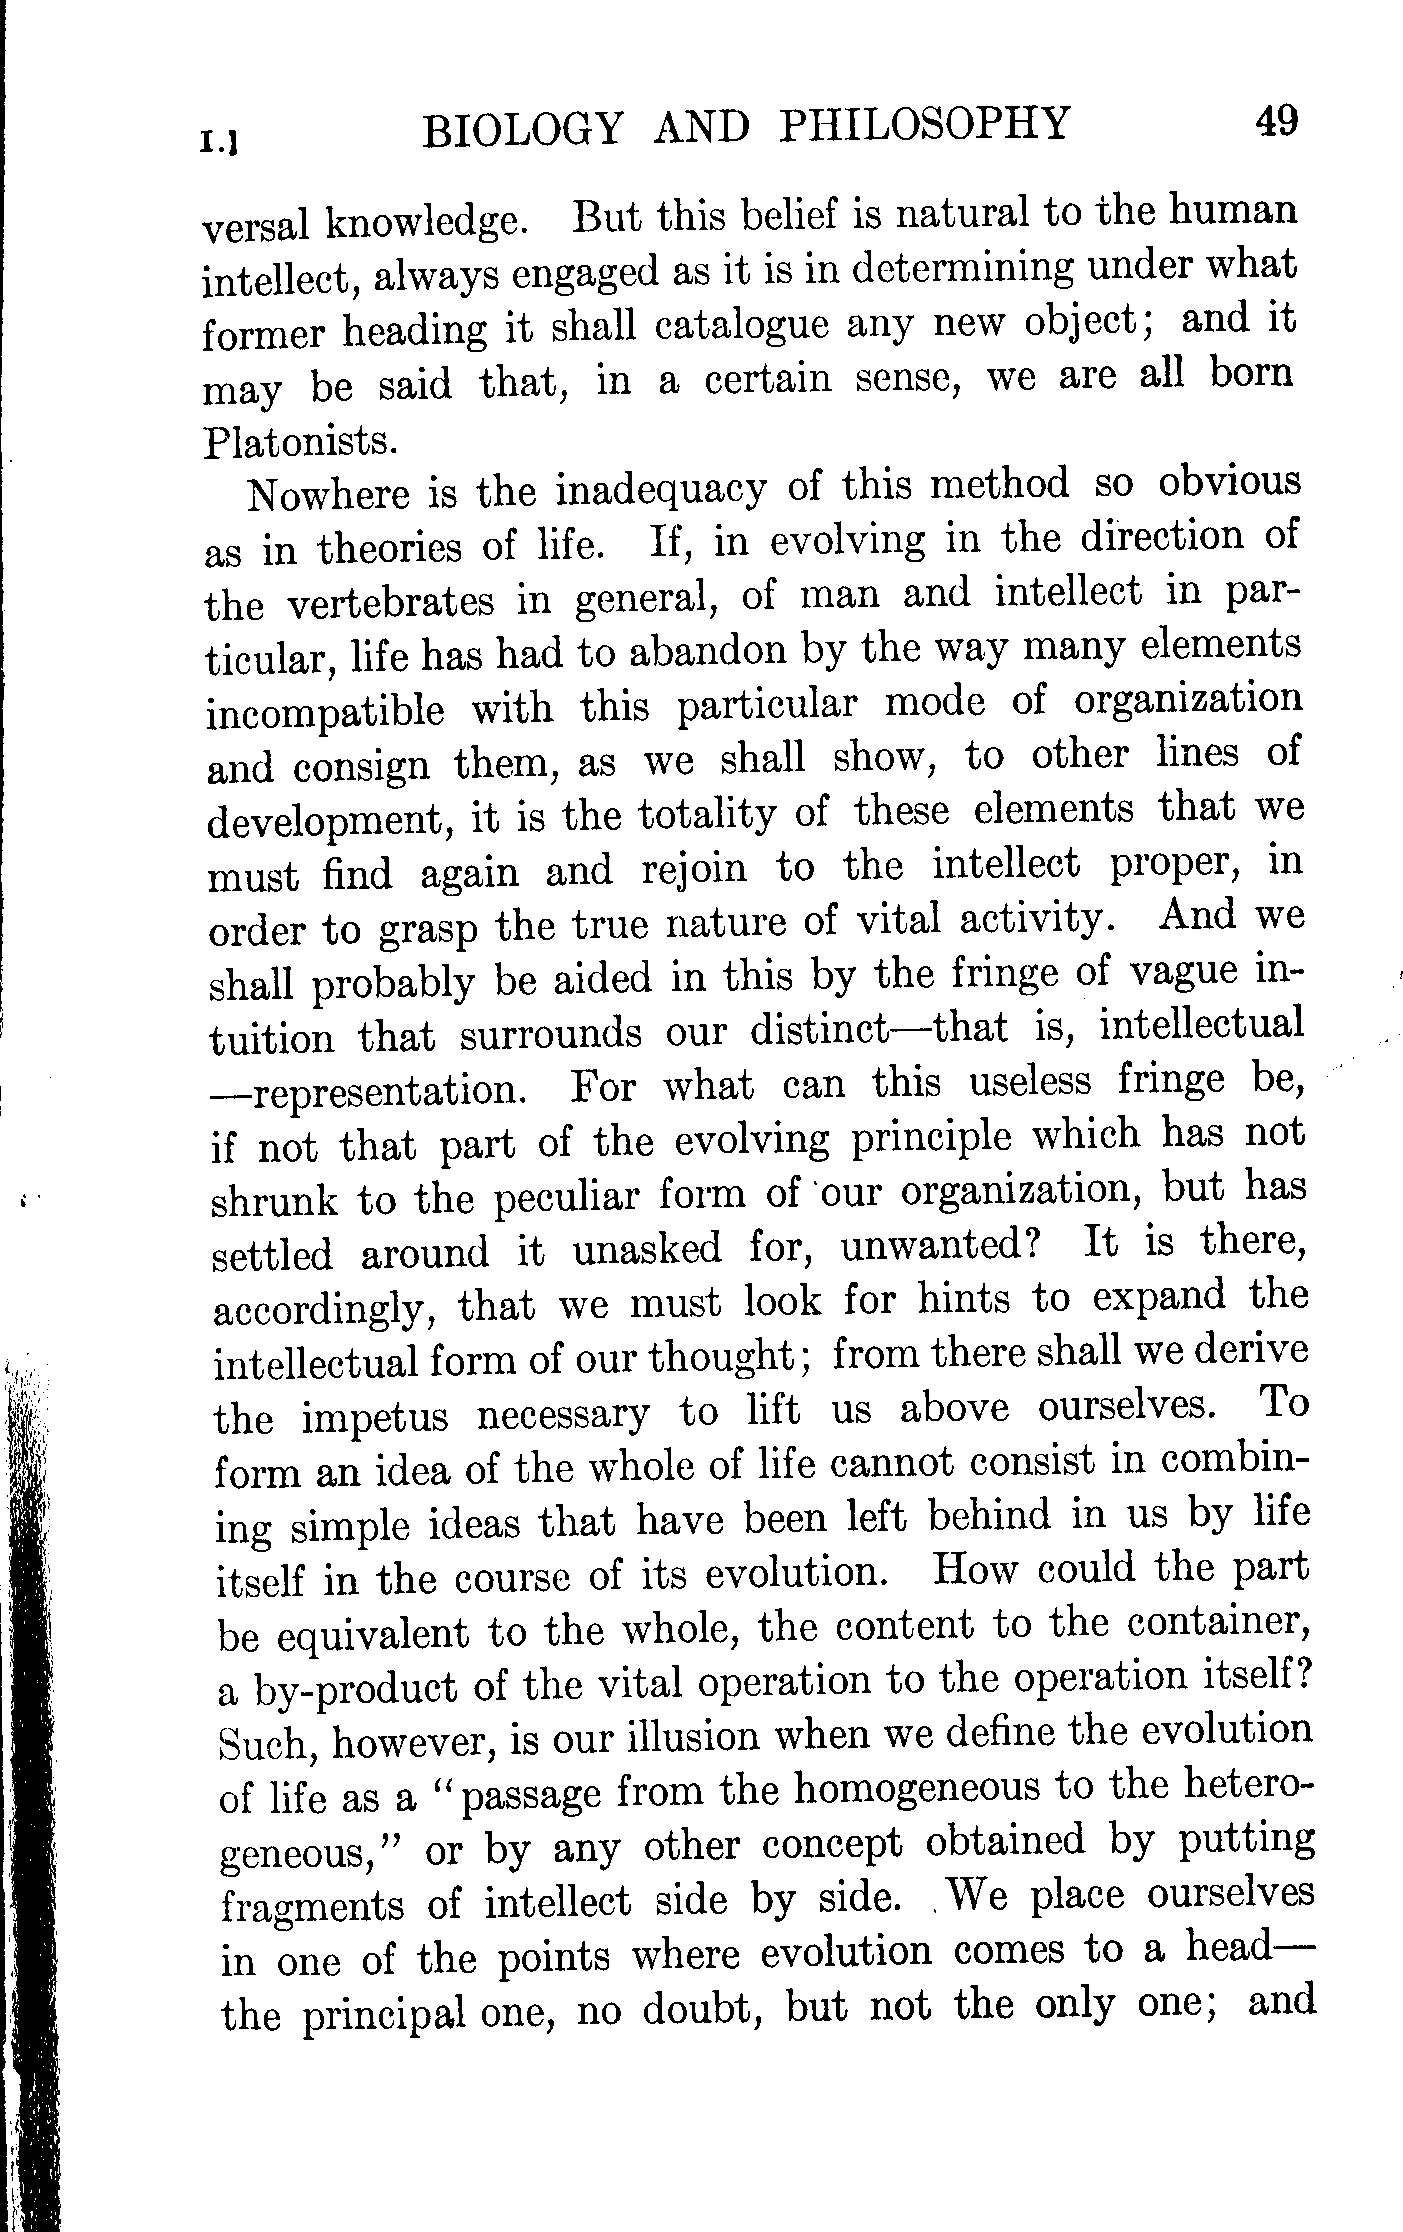 I.] BIOLOGY AND PHILOSOPHY 49
versal knowledge. But this belief is natural to the human
intellect, always engaged as it is in determining under what
former heading it shall catalogue any new object; and it
may be said that, in a certain sense, we are all born
Platonists.
Nowhere is the inadequacy of this method so obvious
as in theories of life. If, in evolving in the direction of
the vertebrates in general, of man and intellect in par-
ticular, life has had to abandon by the way many elements
incompatible with this particular mode of organization
and consign them, as we shall show, to other lines of
development, it is the totality of these elements that we
must find again and rejoin to the intellect proper, in
order to grasp the true nature of vital activity. And we
shall probably be aided in this by the fringe of vague in-
tuition that surrounds our distinct—that is, intellectual
—representation. For what can this useless fringe be,
if not that part of the evolving principle which has not
shrunk to the peculiar form of our organization, but has
settled around it unasked for, unwanted? It is there,
accordingly, that we must look for hints to expand the
intellectual form of our thought; from there shall we derive
the impetus necessary to lift us above ourselves. To
form an idea of the whole of life cannot consist in combin-
ing simple ideas that have been left behind in us by life
itself in the course of its evolution. How could the part
be equivalent to the whole, the content to the container,
a by-product of the vital operation to the operation itself?
Such, however, is our illusion when we define the evolution
of life as a "passage from the homogeneous to the hetero-
geneous," or by any other concept obtained by putting
fragments of intellect side by side. We place ourselves
in one of the points where evolution comes to a head—
the principal one, no doubt, but not the only one; and